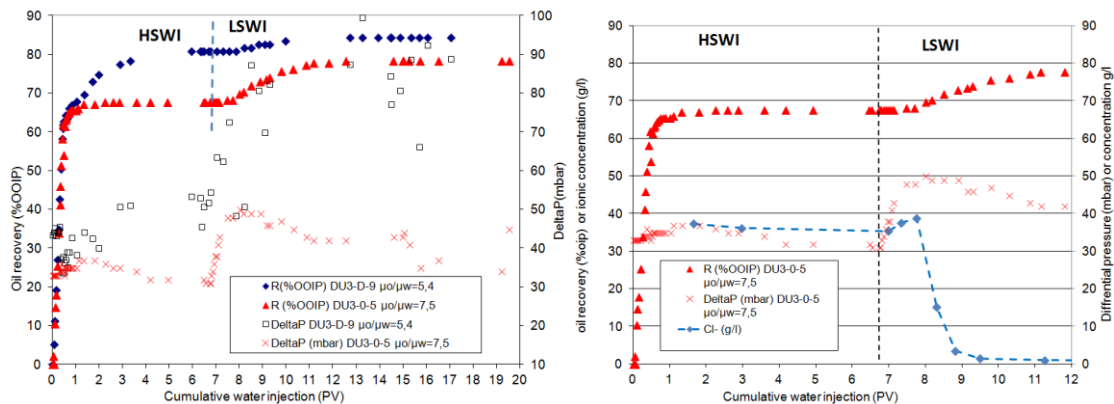 HSWI
LSWI
Oil recovery (%OOIP)
90
80
70
60
50
40
30
20
10
0
100
90
80
70
60
50
40
30
20
10
DeltaP(mbar)
R(%OOIP) DU3-D-9 µo/µw=5,4
R (%OOIP) DU3-0-5 µo/µw=7,5
DeltaP DU3-D-9 µo/µw=5,4
DeltaP (mbar) DU3-0-5 µo/µw=7,5
0 1 2 3 4 5 6 7 8 9 10 11 12 13 14 15 16 17 18 19 20
Cumulative water injection (PV)
HSWI
LSWI
oil recovery (%oip) or ionic concentration (g/l)
90
80
70
60
50
40
30
20
10
0
90
80
70
60
50
40
30
20
10
0
Diffrential pressure (mbar) or concentration g/l
R (%OOIP) DU3-0-5
µo/µw=7,5
DeltaP (mbar) DU3-0-5
µo/µw=7,5
Cl- (g/l)
0 1 2 3 4 5 6 7 8 9 10 11 12
Cumulative water injection (PV)